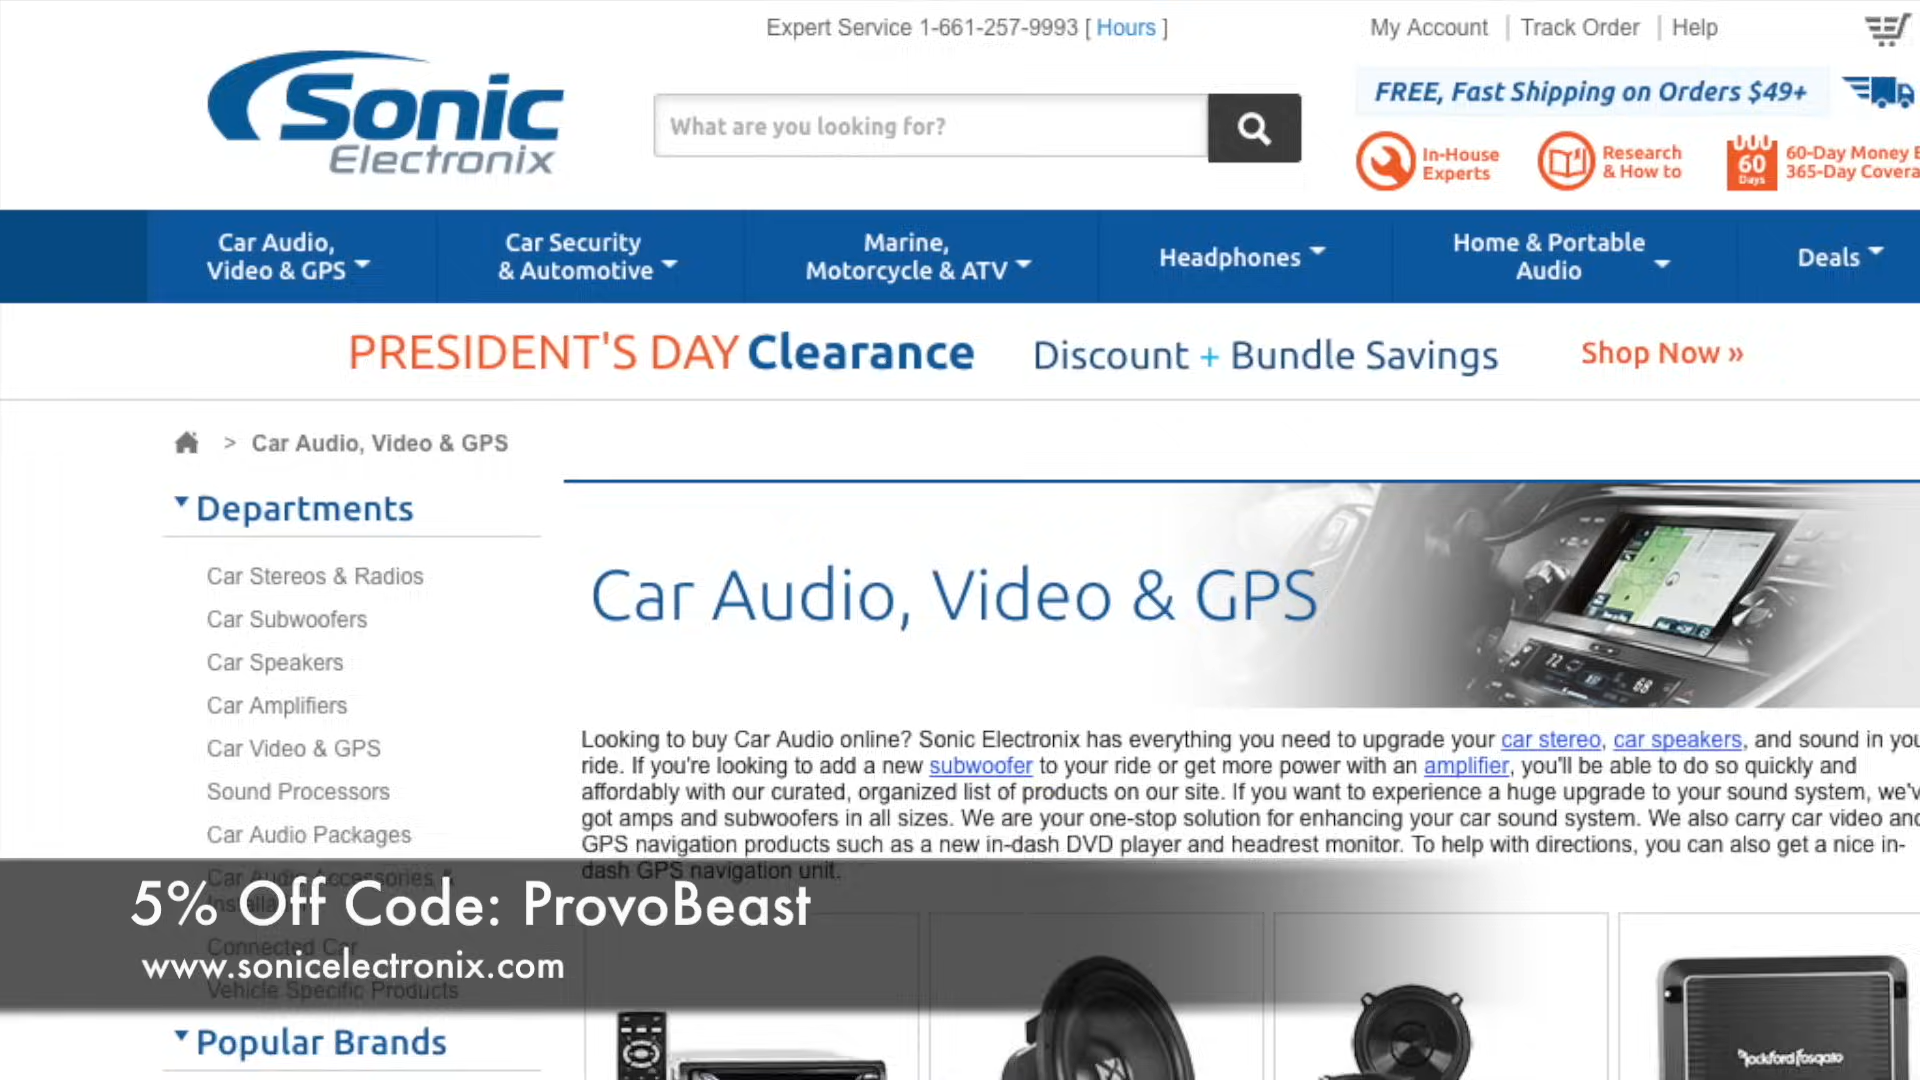 Expert Service 1-661-257-9993 [ Hours ]
My Account | Track Order | Help
Sonic
Electronix
What are you looking for?
FREE, Fast Shipping on Orders $49+
In-House
Experts
Research
& How to
60
Days
60-Day Money
365-Day Covera
Car Audio,
Video & GPS
Car Security
& Automotive
Marine,
Motorcycle & ATV
Headphones
Home & Portable
Audio
Deals
PRESIDENT'S DAY Clearance
Discount + Bundle Savings
Shop Now »
> Car Audio, Video & GPS
Departments
Car Stereos & Radios
Car Subwoofers
Car Speakers
Car Amplifiers
Car Video & GPS
Sound Processors
Car Audio Packages
Car Audio Accessories &
Connected Car
Vehicle Specific Products
Popular Brands
Car Audio, Video & GPS
Looking to buy Car Audio online? Sonic Electronix has everything you need to upgrade your car stereo, car speakers, and sound in you
ride. If you're looking to add a new subwoofer to your ride or get more power with an amplifier, you'll be able to do so quickly and
affordably with our curated, organized list of products on our site. If you want to experience a huge upgrade to your sound system, we'v
got amps and subwoofers in all sizes. We are your one-stop solution for enhancing your car sound system. We also carry car video and
GPS navigation products such as a new in-dash DVD player and headrest monitor. To help with directions, you can also get a nice in-
dash GPS navigation unit.
5% Off Code: ProvoBeast
www.sonicelectronix.com
Rockford Fosgate